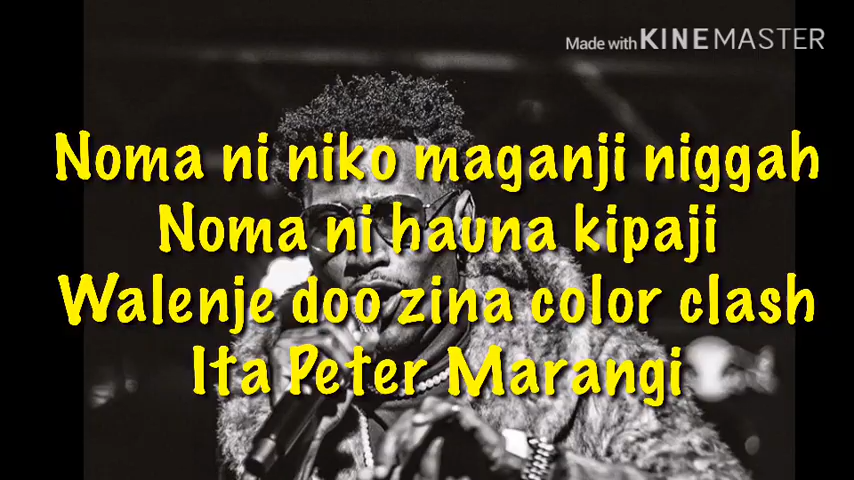 Made with KINEMASTER
Noma ni niko maganji niggah
Noma ni hauna kipaji
Walenje doo zina color clash
Ita Peter Marangi